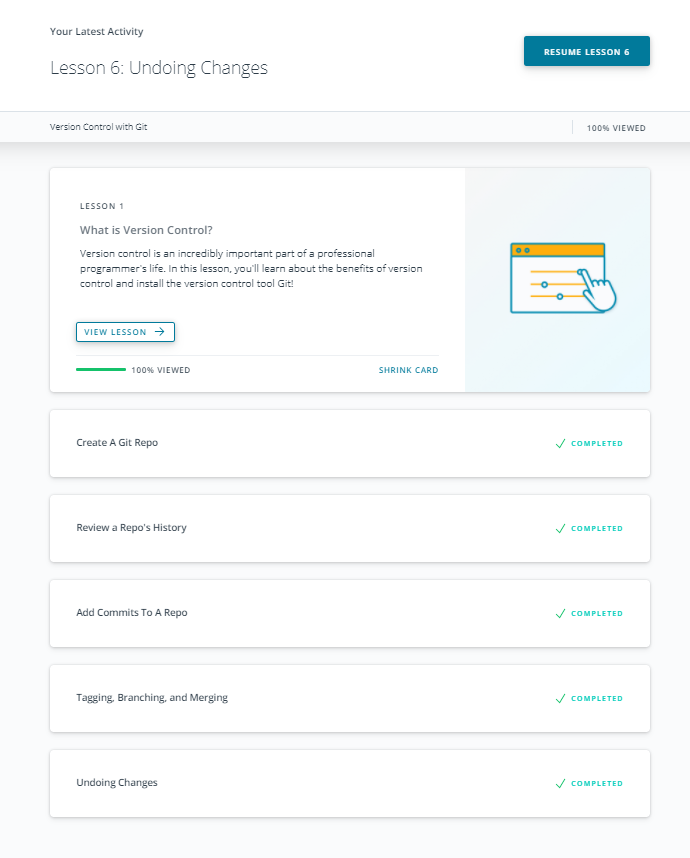 Your Latest Activity
Lesson 6: Undoing Changes
RESUME LESSON 6
Version Control with Git
100% VIEWED
LESSON 1
What is Version Control?
Version control is an incredibly important part of a professional
programmer's life. In this lesson, you'll learn about the benefits of version
control and install the version control tool Git!
VIEW LESSON
100% VIEWED
SHRINK CARD
Create A Git Repo
COMPLETED
Review a Repo's History
COMPLETED
Add Commits To A Repo
COMPLETED
Tagging, Branching, and Merging
COMPLETED
Undoing Changes
COMPLETED